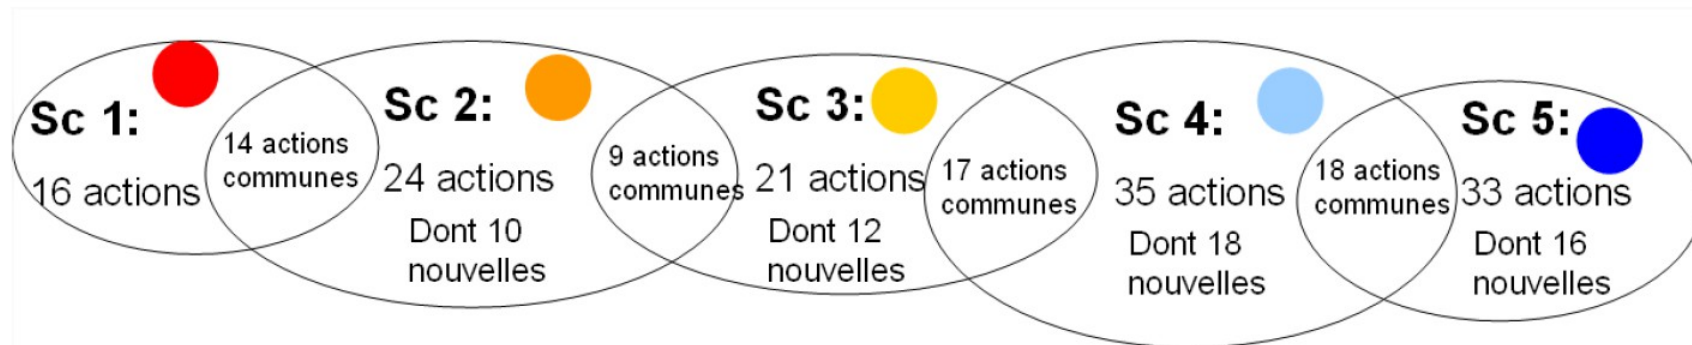 Sc 1:
16 actions
14 actions
communes
Sc 2:
24 actions
Dont 10
nouvelles
9 actions
communes
Sc 3:
21 actions
Dont 12
nouvelles
17 actions
communes
Sc 4:
35 actions
Dont 18
nouvelles
18 actions
communes
Sc 5:
33 actions
Dont 16
nouvelles